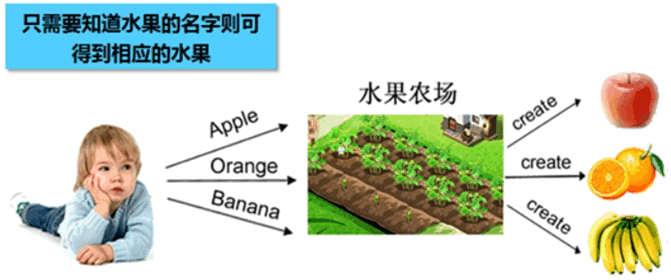 只需要知道水果的名字则可
得到相应的水果
水果农场
Apple
Orange
Banana
create
create
create